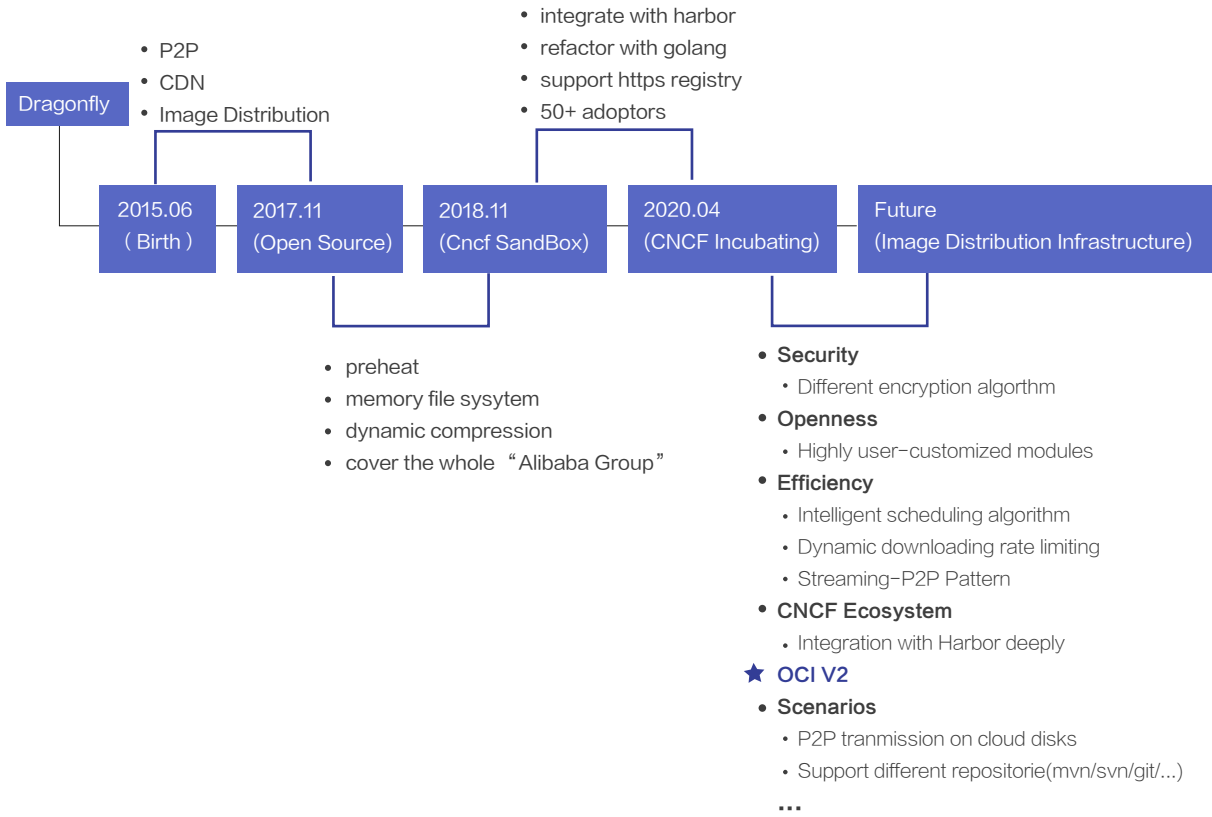 • integrate with harbor
• refactor with golang
• support https registry
• 50+ adoptors
• P2P
• CDN
• Image Distribution
Dragonfly
2015.06
( Birth )
2017.11
(Open Source)
2018.11
(Cncf SandBox)
2020.04
(CNCF Incubating)
Future
(Image Distribution Infrastructure)
• preheat
• memory file sysytem
• dynamic compression
• cover the whole “Alibaba Group”
• Security
• Different encryption algorthm
• Openness
• Highly user-customized modules
• Efficiency
• Intelligent scheduling algorithm
• Dynamic downloading rate limiting
• Streaming-P2P Pattern
• CNCF Ecosystem
• Integration with Harbor deeply
★ OCI V2
• Scenarios
• P2P tranmission on cloud disks
• Support different repositorie(mvn/svn/git/...)
...